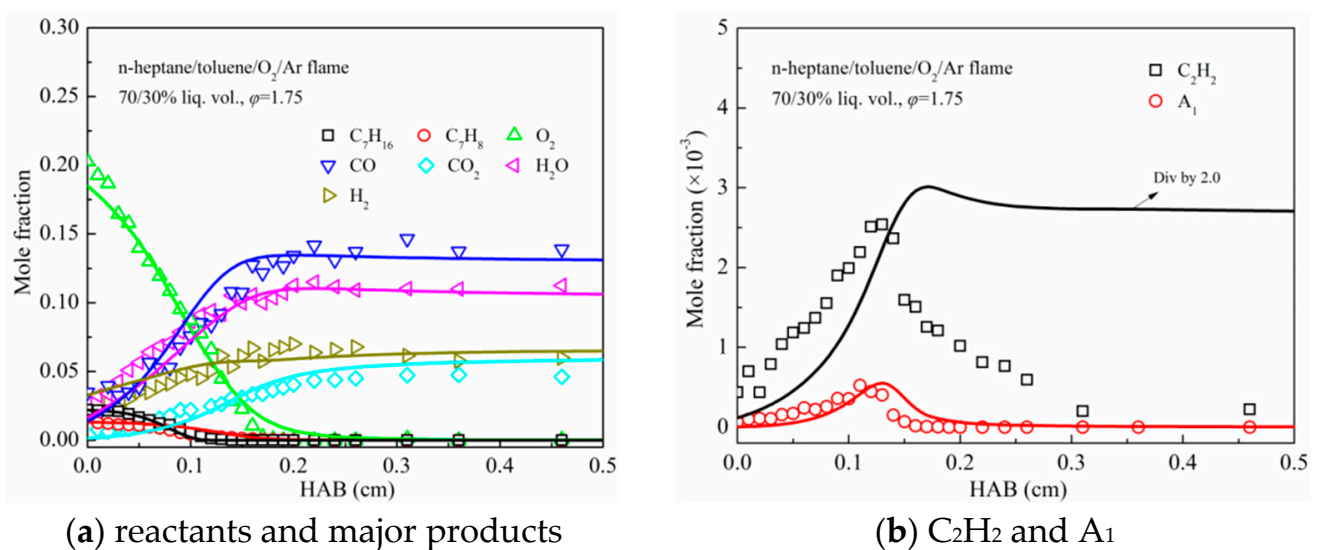 0.30
0.25
0.20
0.15
0.10
0.05
0.00
Mole fraction
n-heptane/toluene/O₂/Ar flame
70/30% liq. vol., φ=1.75
C₇H₁₆ C₇H₈ O₂
CO CO₂ H₂O
H₂
0.0 0.1 0.2 0.3 0.4 0.5
HAB (cm)
(a) reactants and major products
5
4
3
2
1
0
Mole fraction (×10⁻³)
n-heptane/toluene/O₂/Ar flame
70/30% liq. vol., φ=1.75
C₂H₂
A₁
Div by 2.0
0.0 0.1 0.2 0.3 0.4 0.5
HAB (cm)
(b) C₂H₂ and A₁